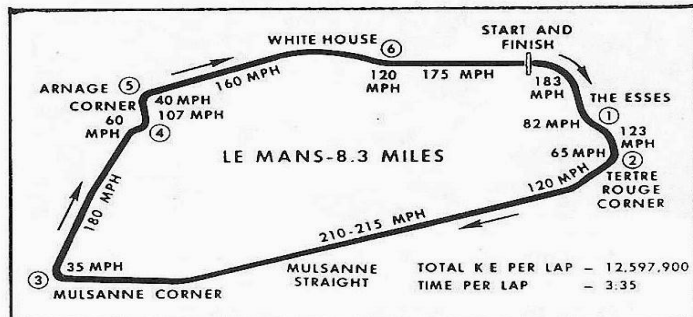 WHITE HOUSE ⑥
START AND
FINISH
ARNAGE ⑤
CORNER
160 MPH
120
MPH
175 MPH
183
MPH
THE ESSES
①
40 MPH
107 MPH
60
MPH
④
82 MPH
123
MPH
LE MANS-8.3 MILES
65 MPH
②
TERTRE
ROUGE
CORNER
120 MPH
180 MPH
210-215 MPH
35 MPH
③
MULSANNE CORNER
MULSANNE
STRAIGHT
TOTAL K E PER LAP – 12,597,900
TIME PER LAP – 3:35